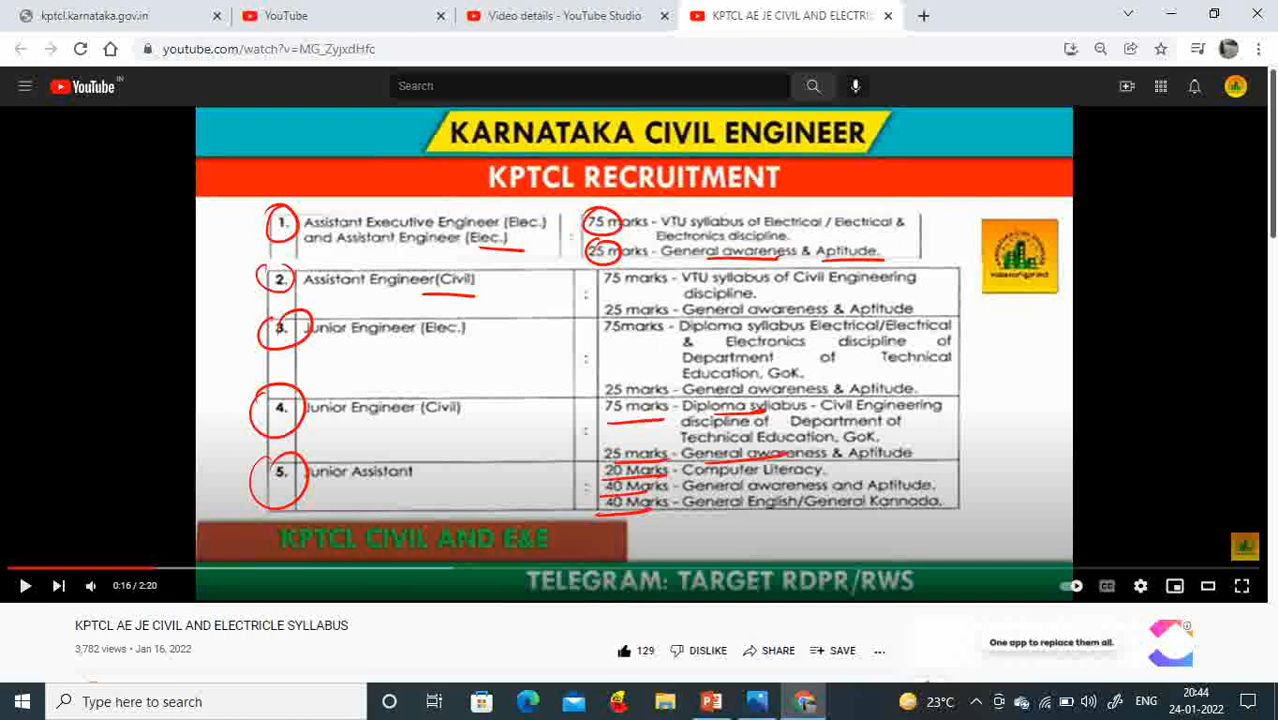 kptcl.karnataka.gov.in
YouTube
Video details - YouTube Studio
KPTCL AE JE CIVIL AND ELECTRIC
youtube.com/watch?v=MG_ZyjxdHfc
YouTube IN
Search
KARNATAKA CIVIL ENGINEER
KPTCL RECRUITMENT
1. Assistant Executive Engineer (Elec.) : 75 marks - VTU syllabus of Electrical / Electrical &
and Assistant Engineer (Elec.) Electronics discipline.
25 marks - General awareness & Aptitude.
2. Assistant Engineer(Civil) : 75 marks - VTU syllabus of Civil Engineering
discipline.
25 marks - General awareness & Aptitude
3. Junior Engineer (Elec.) : 75marks - Diploma syllabus Electrical/Electrical
& Electronics discipline of
Department of Technical
Education, GoK.
25 marks - General awareness & Aptitude.
4. Junior Engineer (Civil) : 75 marks - Diploma syllabus - Civil Engineering
discipline of Department of
Technical Education, GoK.
25 marks - General awareness & Aptitude
5. Junior Assistant : 20 Marks - Computer Literacy.
40 Marks - General awareness and Aptitude.
40 Marks - General English/General Kannada.
KPTCL CIVIL AND E&E
TELEGRAM: TARGET RDPR/RWS
0:16 / 2:20
CC
KPTCL AE JE CIVIL AND ELECTRICLE SYLLABUS
3,782 views • Jan 16, 2022
129 DISLIKE SHARE SAVE ...
One app to replace them all.
Type here to search
23°C
ENG
20:44
24-01-2022